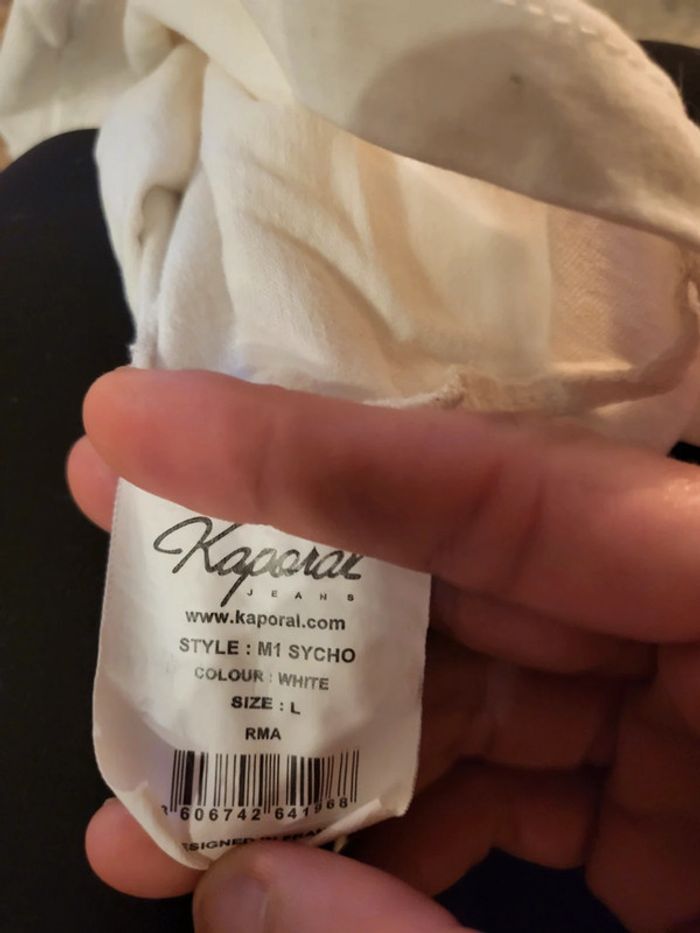 Kaporal
JEANS
www.kaporal.com
STYLE : M1 SYCHO
COLOUR : WHITE
SIZE : L
RMA
606742 641968